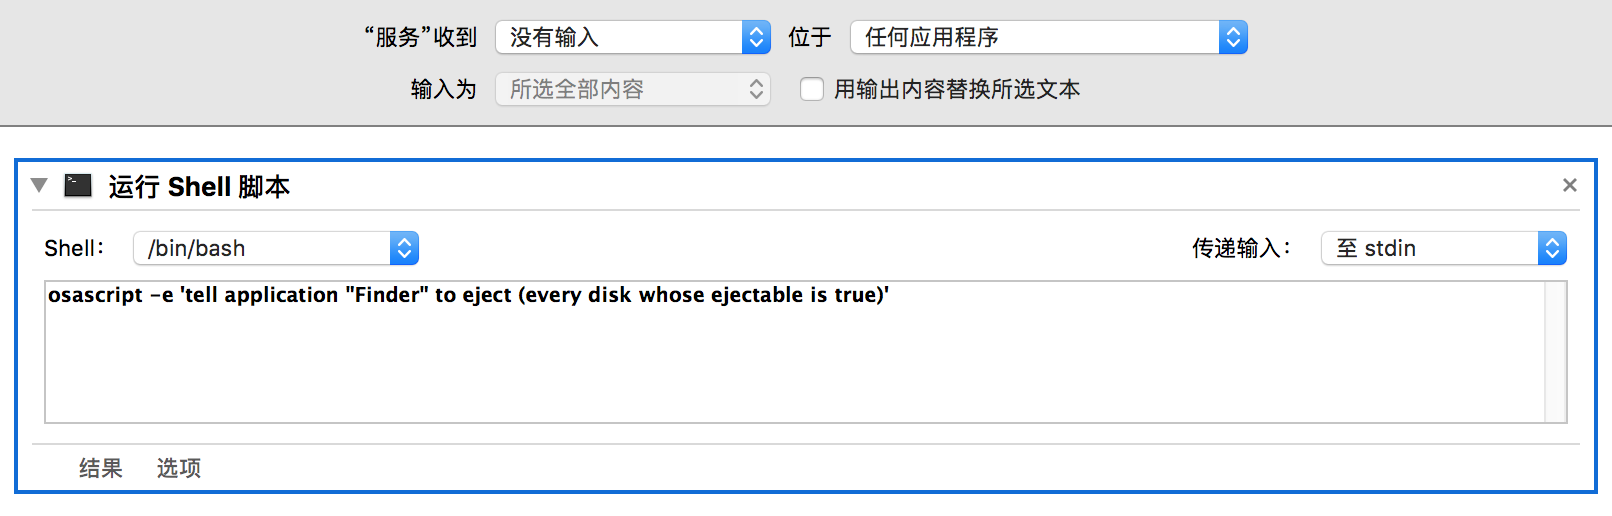 “服务”收到 没有输入 位于 任何应用程序
输入为 所选全部内容 用输出内容替换所选文本
运行 Shell 脚本
Shell： /bin/bash 传递输入： 至 stdin
osascript -e 'tell application "Finder" to eject (every disk whose ejectable is true)'
结果 选项